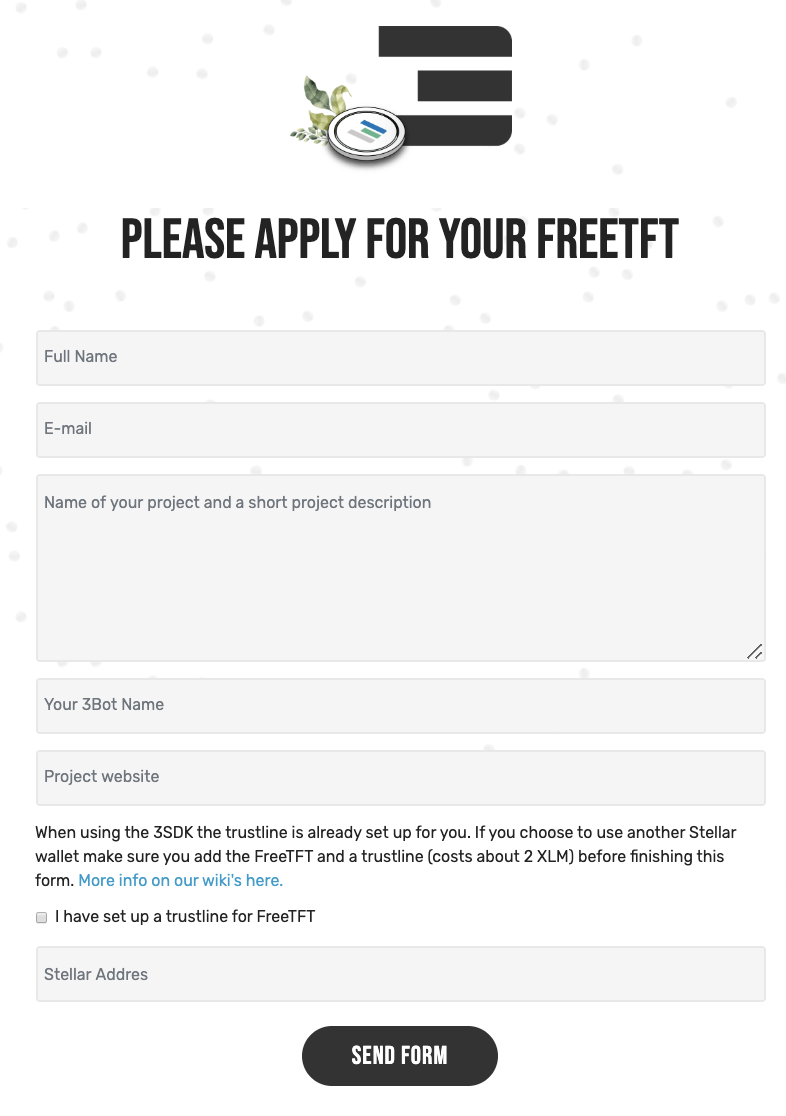 PLEASE APPLY FOR YOUR FREETFT
Full Name
E-mail
Name of your project and a short project description
Your 3Bot Name
Project website
When using the 3SDK the trustline is already set up for you. If you choose to use another Stellar
wallet make sure you add the FreeTFT and a trustline (costs about 2 XLM) before finishing this
form. More info on our wiki's here.
I have set up a trustline for FreeTFT
Stellar Addres
SEND FORM